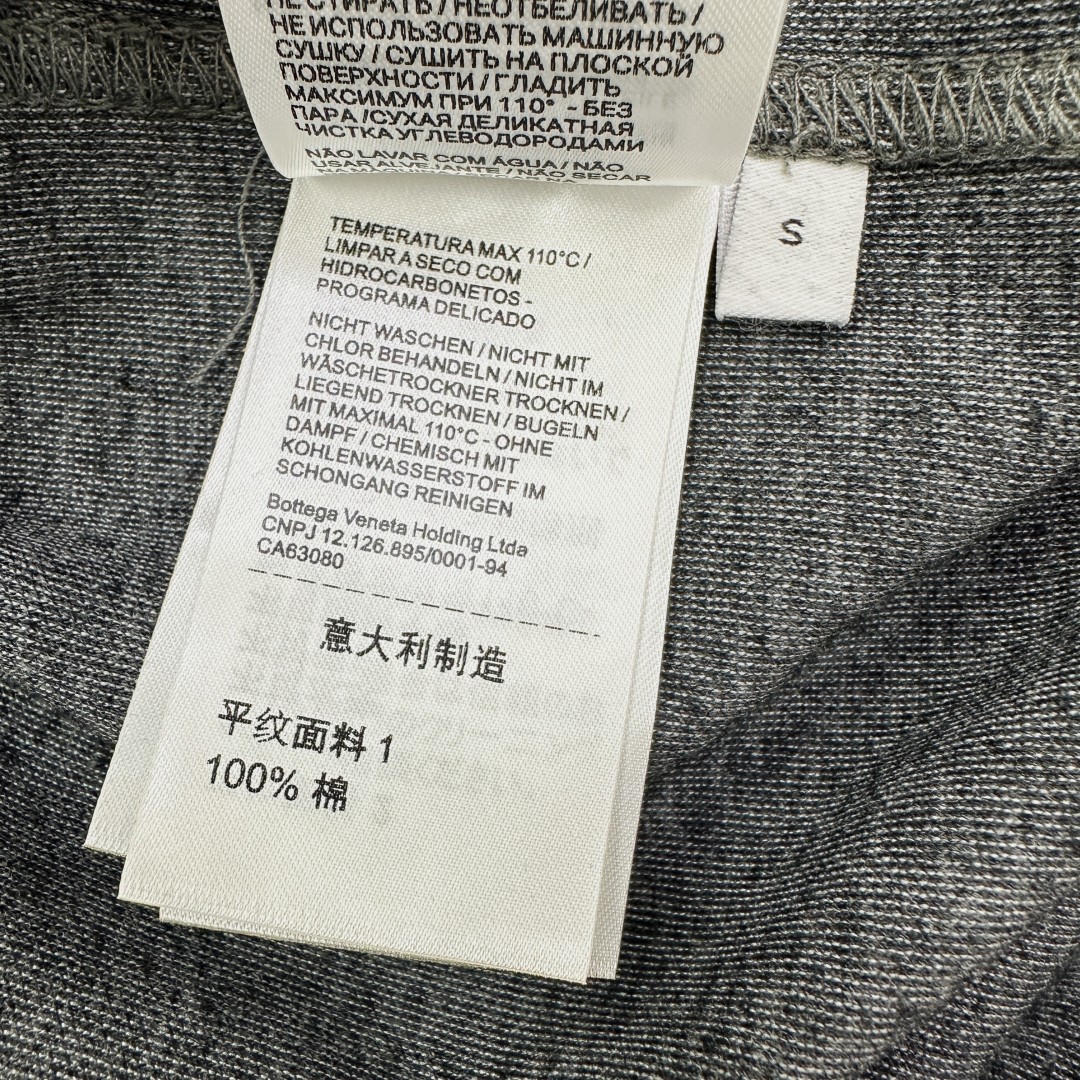 НЕ СТИРАТЬ / НЕОТБЕЛИВАТЬ /
НЕ ИСПОЛЬЗОВАТЬ МАШИННУЮ
СУШКУ / СУШИТЬ НА ПЛОСКОЙ
ПОВЕРХНОСТИ / ГЛАДИТЬ
МАКСИМУМ ПРИ 110° - БЕЗ
ПАРА /СУХАЯ ДЕЛИКАТНАЯ
ЧИСТКА УГЛЕВОДОРОДАМИ
NÃO LAVAR COM ÁGUA / NÃO
USAR ALVEJANTE / NÃO SECAR
S
TEMPERATURA MAX 110°C /
LIMPAR A SECO COM
HIDROCARBONETOS -
PROGRAMA DELICADO
NICHT WASCHEN / NICHT MIT
CHLOR BEHANDELN / NICHT IM
WÄSCHETROCKNER TROCKNEN /
LIEGEND TROCKNEN / BUGELN
MIT MAXIMAL 110°C - OHNE
DAMPF / CHEMISCH MIT
KOHLENWASSERSTOFF IM
SCHONGANG REINIGEN
Bottega Veneta Holding Ltda
CNPJ 12.126.895/0001-94
CA63080
意大利制造
平纹面料 1
100% 棉